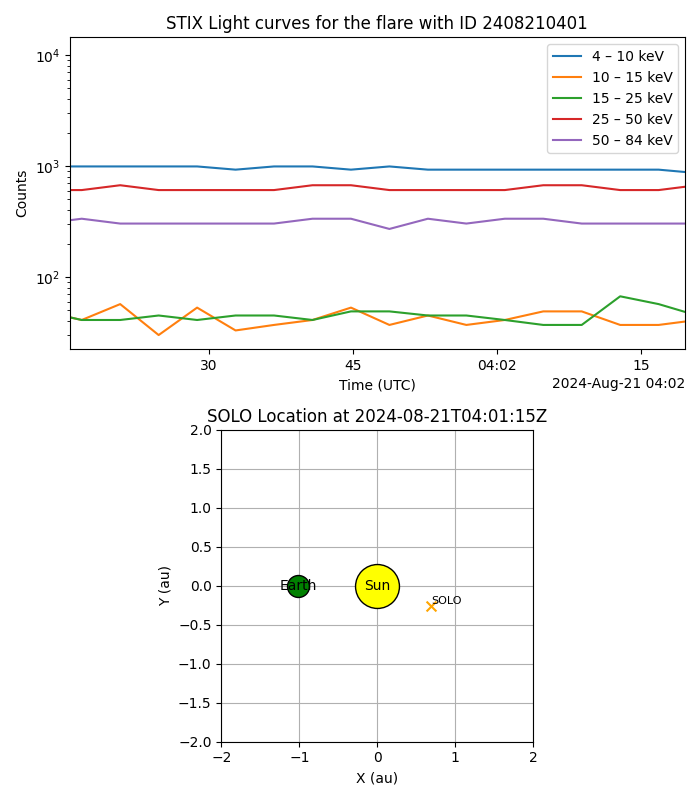 STIX Light curves for the flare with ID 2408210401
10⁴
10³
10²
Counts
4 – 10 keV
10 – 15 keV
15 – 25 keV
25 – 50 keV
50 – 84 keV
30 45 04:02 15
Time (UTC)
2024-Aug-21 04:02
SOLO Location at 2024-08-21T04:01:15Z
2.0
1.5
1.0
0.5
0.0
−0.5
−1.0
−1.5
−2.0
Y (au)
Earth
Sun
SOLO
−2 −1 0 1 2
X (au)